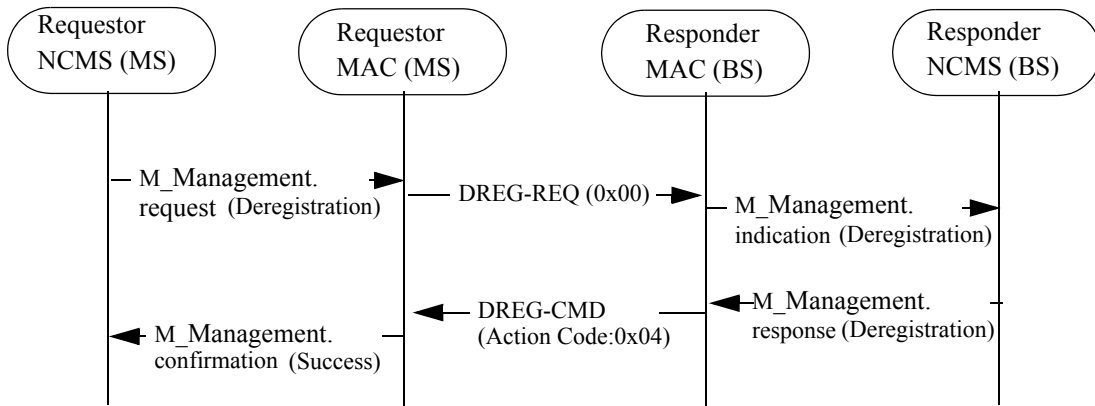 Requestor
NCMS (MS)
Requestor
MAC (MS)
Responder
MAC (BS)
Responder
NCMS (BS)
M_Management.
request (Deregistration)
DREG-REQ (0x00)
M_Management.
indication (Deregistration)
M_Management.
response (Deregistration)
DREG-CMD
(Action Code:0x04)
M_Management.
confirmation (Success)